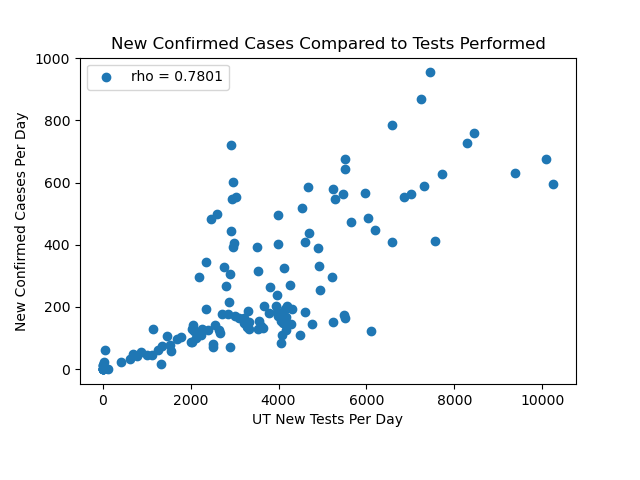 New Confirmed Cases Compared to Tests Performed
rho = 0.7801
New Confirmed Caeses Per Day
1000
800
600
400
200
0
0 2000 4000 6000 8000 10000
UT New Tests Per Day